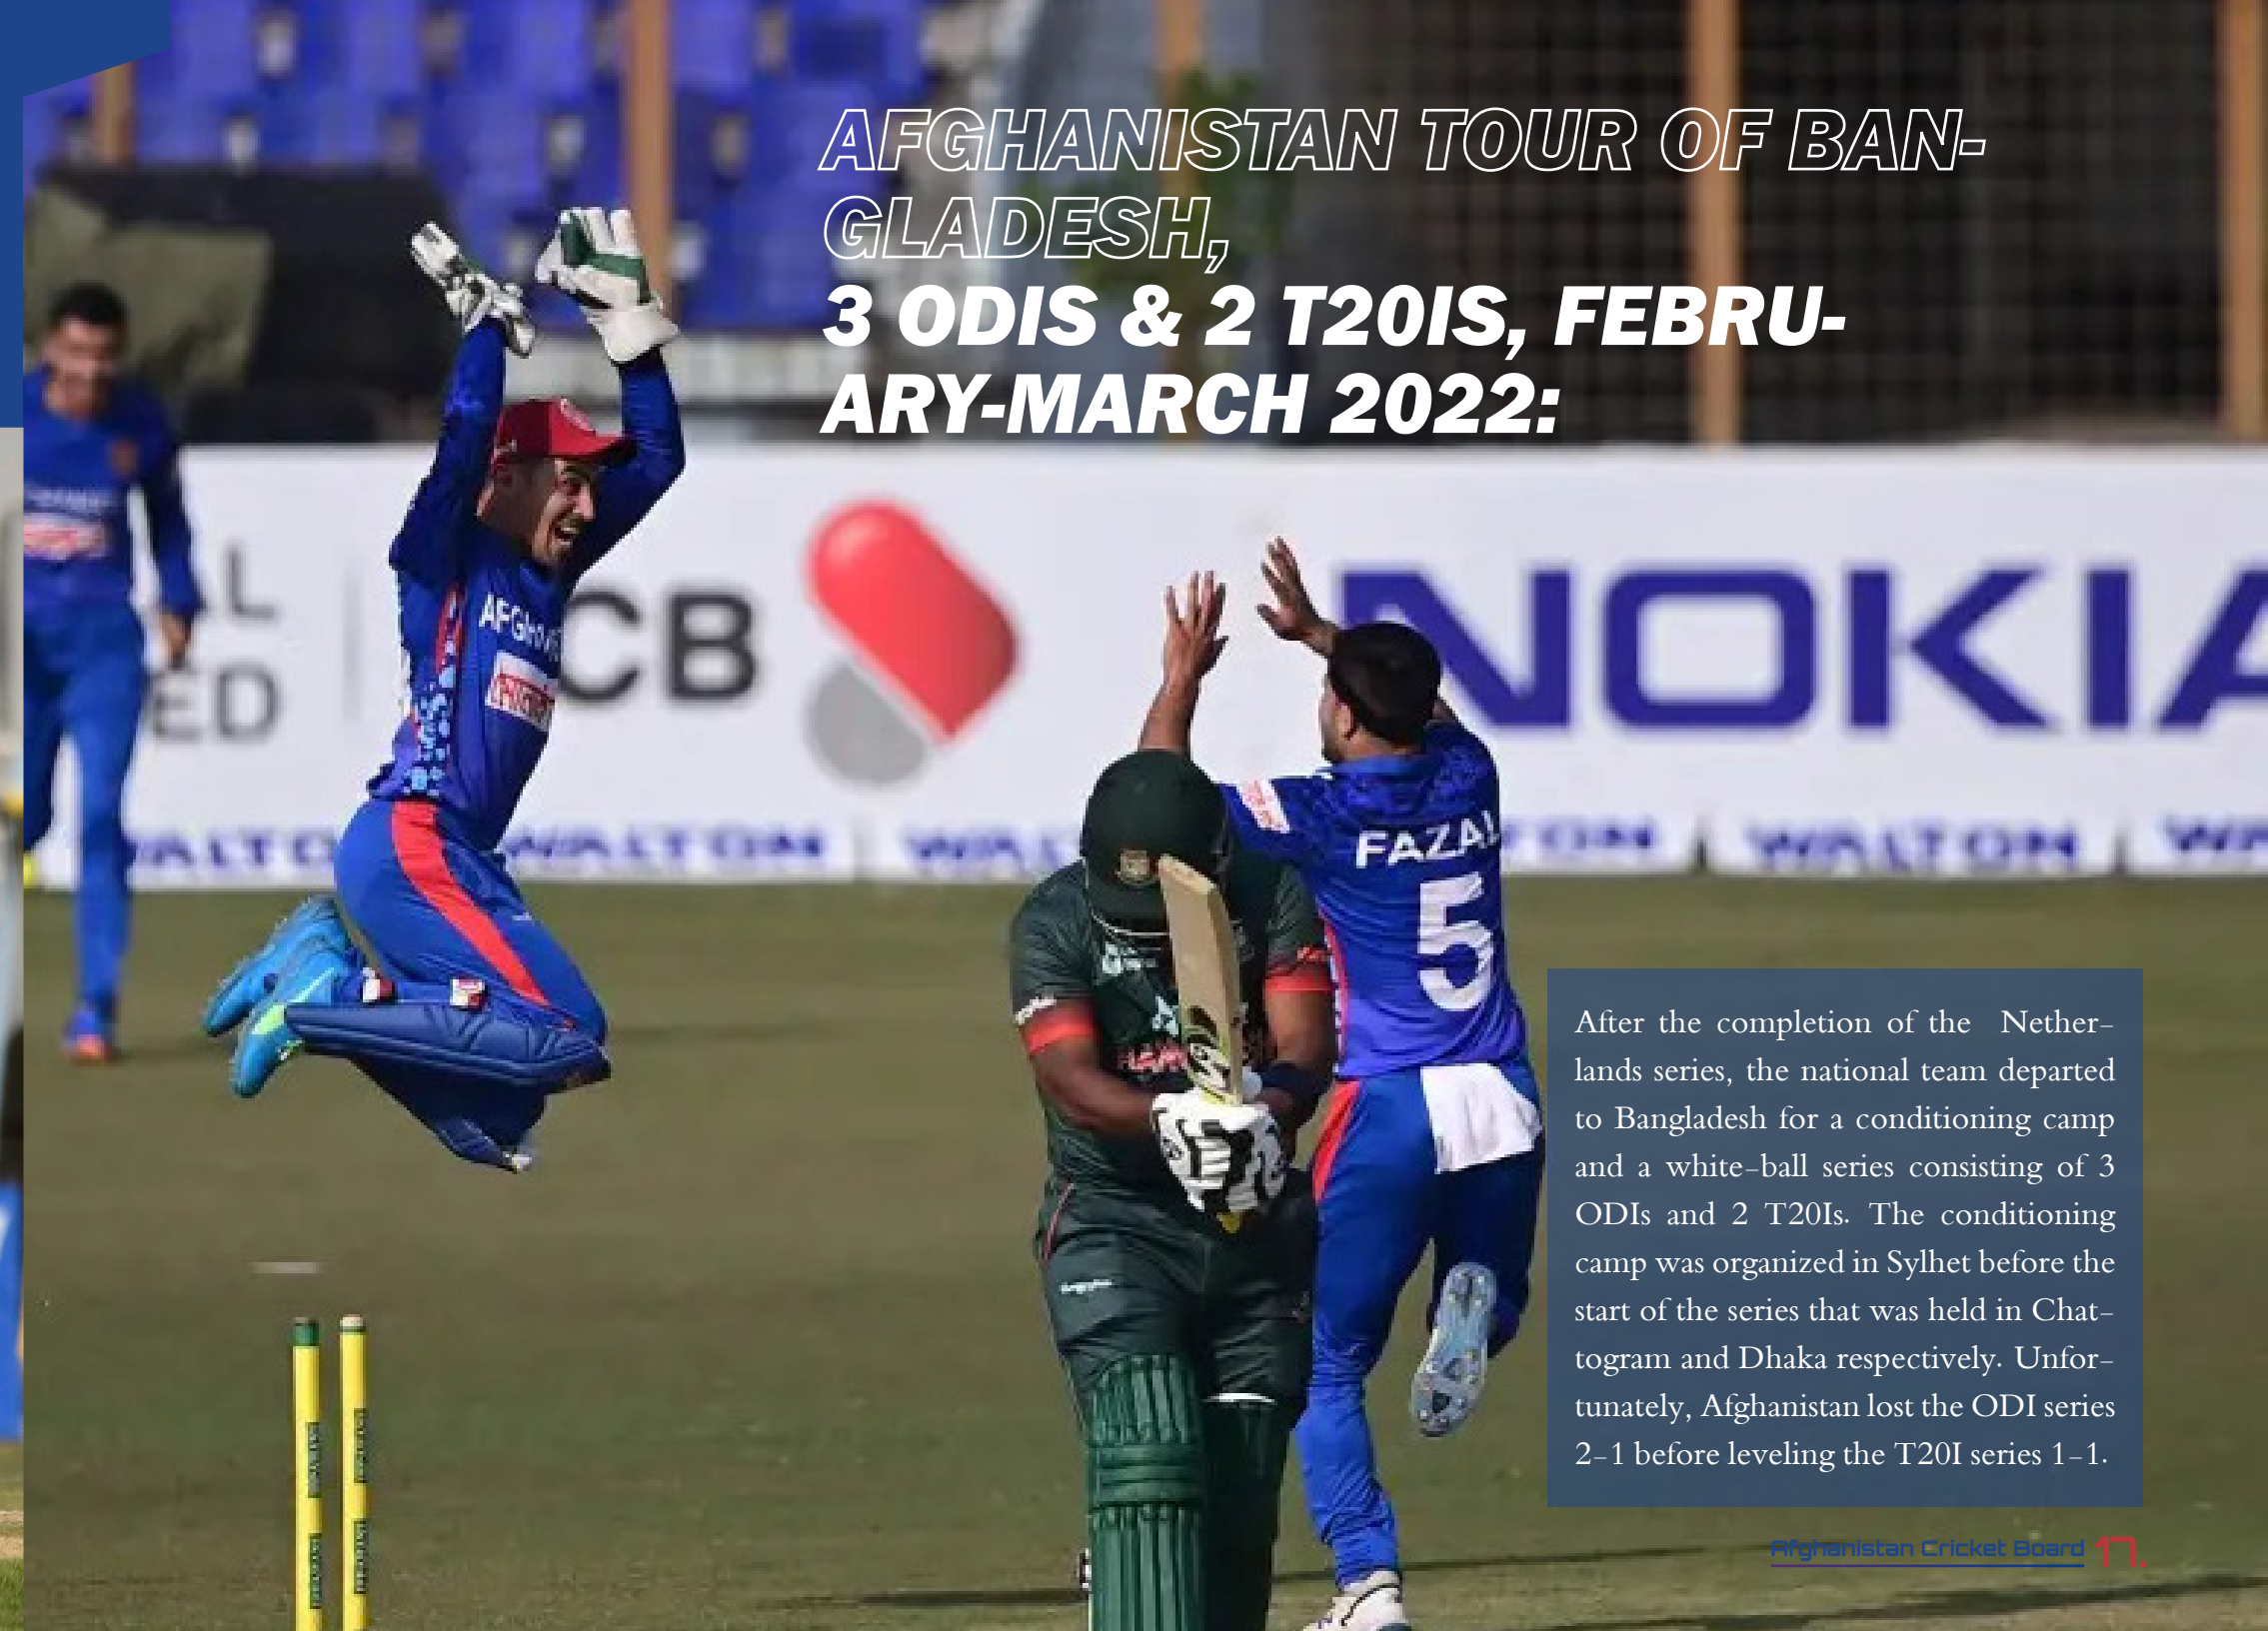 AFGHANISTAN TOUR OF BAN-
GLADESH,
3 ODIS & 2 T20IS, FEBRU-
ARY-MARCH 2022:
CB
NOKIA
WALTON
WALTON
FAZAL
5
After the completion of the Nether-
lands series, the national team departed
to Bangladesh for a conditioning camp
and a white-ball series consisting of 3
ODIs and 2 T20Is. The conditioning
camp was organized in Sylhet before the
start of the series that was held in Chat-
togram and Dhaka respectively. Unfor-
tunately, Afghanistan lost the ODI series
2-1 before leveling the T20I series 1-1.
Afghanistan Cricket Board 17.